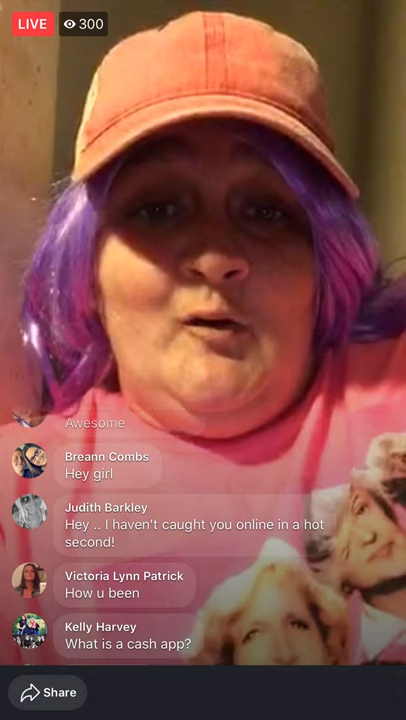 LIVE 300
Awesome
Breann Combs
Hey girl
Judith Barkley
Hey .. I haven't caught you online in a hot
second!
Victoria Lynn Patrick
How u been
Kelly Harvey
What is a cash app?
Share